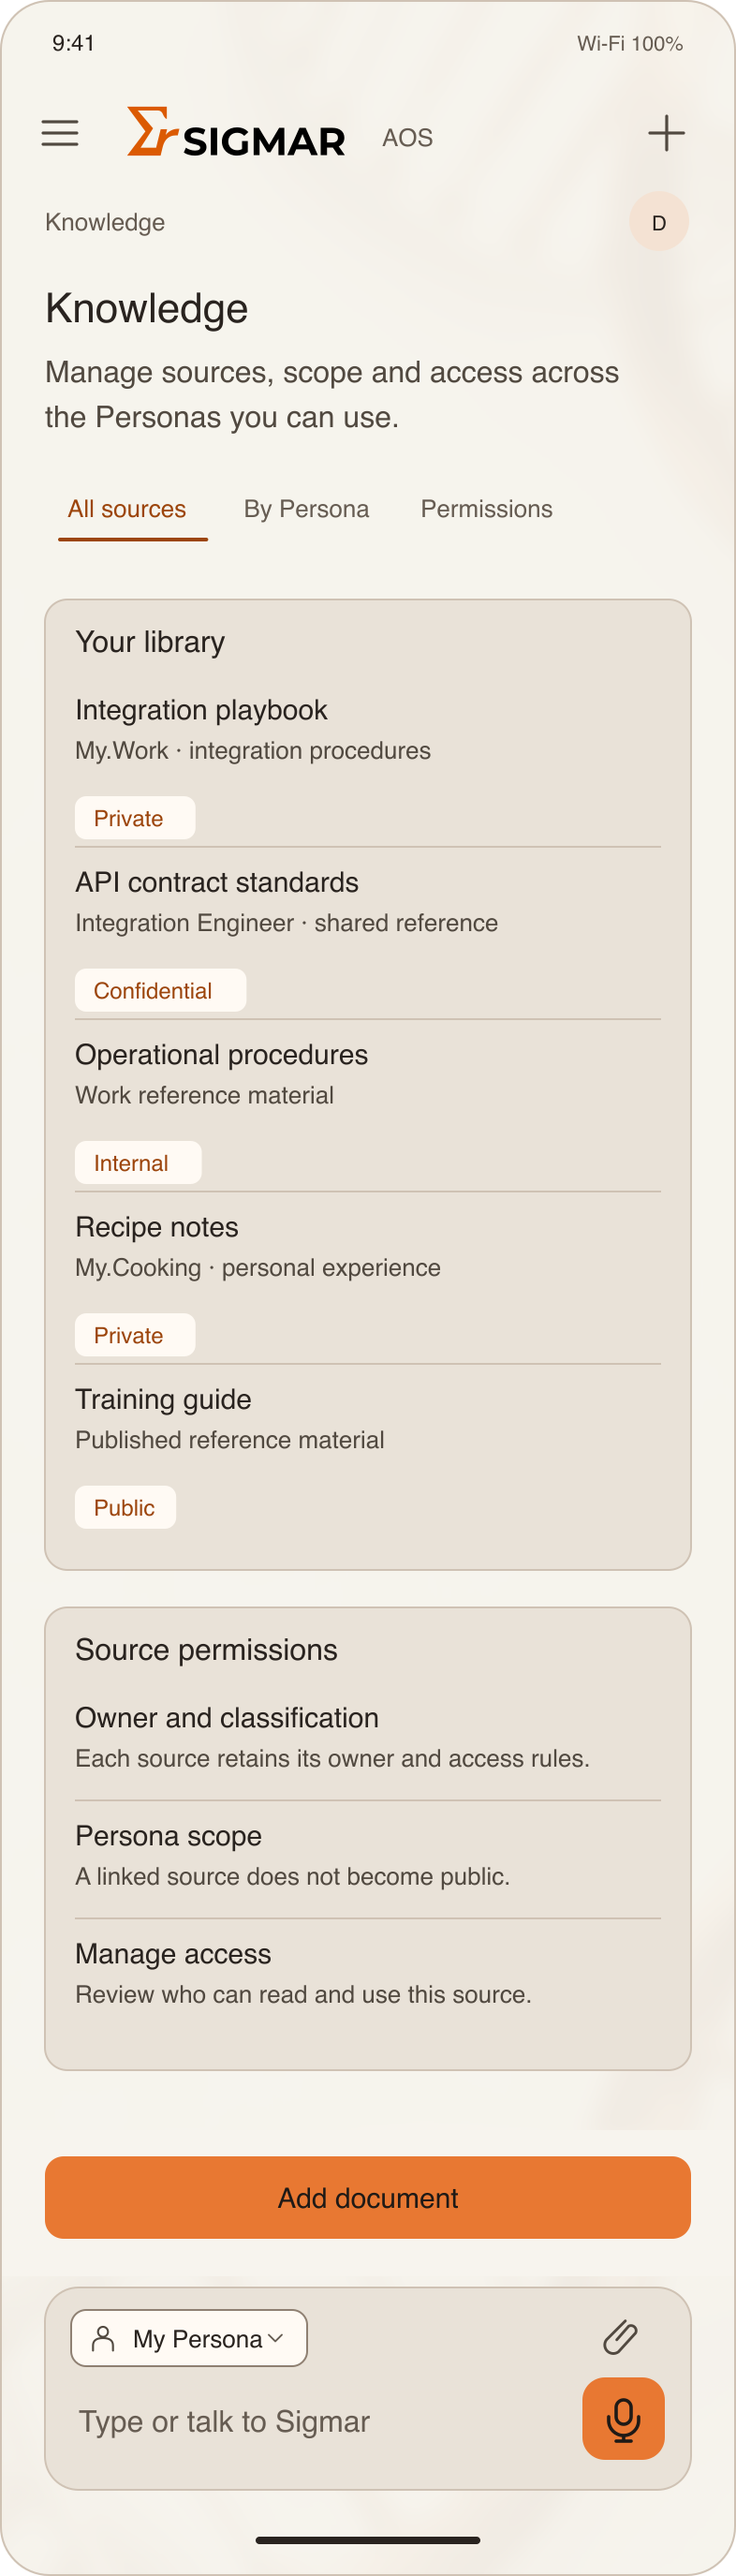 9:41
Wi-Fi 100%
Σr SIGMAR AOS
Knowledge
D
Knowledge
Manage sources, scope and access across
the Personas you can use.
All sources
By Persona
Permissions
Your library
Integration playbook
My.Work · integration procedures
Private
API contract standards
Integration Engineer · shared reference
Confidential
Operational procedures
Work reference material
Internal
Recipe notes
My.Cooking · personal experience
Private
Training guide
Published reference material
Public
Source permissions
Owner and classification
Each source retains its owner and access rules.
Persona scope
A linked source does not become public.
Manage access
Review who can read and use this source.
Add document
My Persona
Type or talk to Sigmar